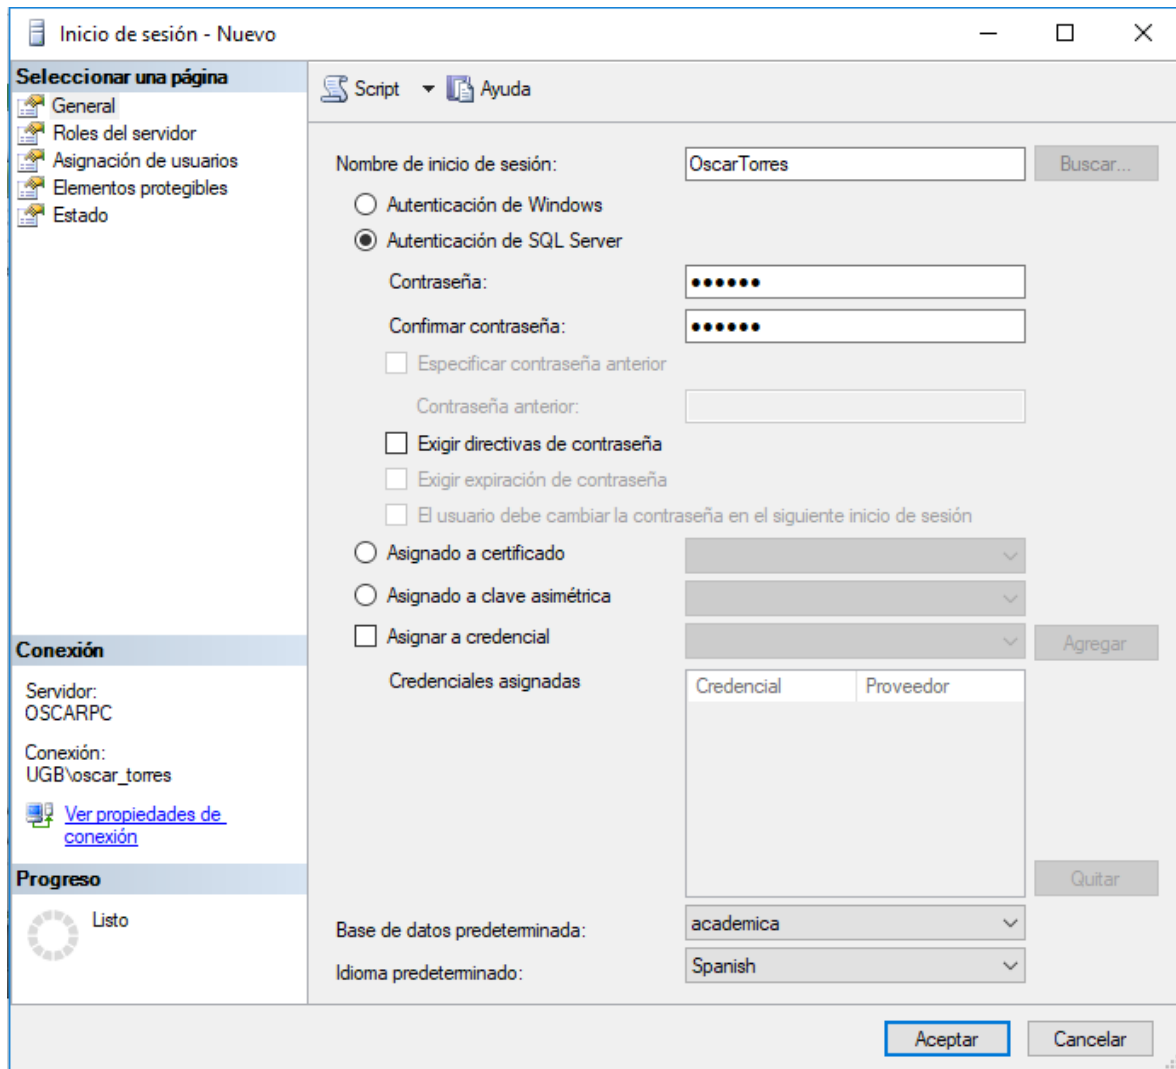 Inicio de sesión - Nuevo
Seleccionar una página
General
Roles del servidor
Asignación de usuarios
Elementos protegibles
Estado
Conexión
Servidor:
OSCARPC
Conexión:
UGB\oscar_torres
Ver propiedades de
conexión
Progreso
Listo
Script
Ayuda
Nombre de inicio de sesión: OscarTorres Buscar...
Autenticación de Windows
Autenticación de SQL Server
Contraseña: ●●●●●●
Confirmar contraseña: ●●●●●●
Especificar contraseña anterior
Contraseña anterior:
Exigir directivas de contraseña
Exigir expiración de contraseña
El usuario debe cambiar la contraseña en el siguiente inicio de sesión
Asignado a certificado
Asignado a clave asimétrica
Asignar a credencial Agregar
Credenciales asignadas Credencial Proveedor
Quitar
Base de datos predeterminada: academica
Idioma predeterminado: Spanish
Aceptar Cancelar